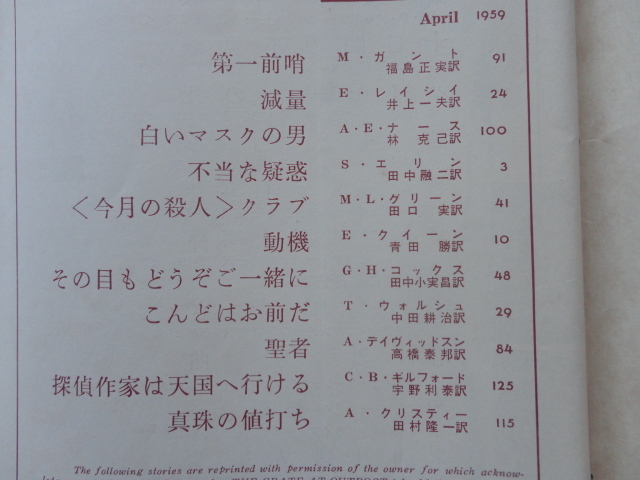 April 1959
第一前哨 M・ガント 福島正実訳 91
減量 E・レイシイ 井上一夫訳 24
白いマスクの男 A・E・ナース 林克己訳 100
不当な疑惑 S・エリン 田中融二訳 3
〈今月の殺人〉クラブ M・L・グリーン 田口実訳 41
動機 E・クイーン 青田勝訳 10
その目もどうぞご一緒に G・H・コックス 田中小実昌訳 48
こんどはお前だ T・ウォルシュ 中田耕治訳 29
聖者 A・デイヴィッドスン 高橋泰邦訳 84
探偵作家は天国へ行ける C・B・ギルフォード 宇野利泰訳 125
真珠の値打ち A・クリスティー 田村隆一訳 115
The following stories are reprinted with permission of the owner for which acknow-